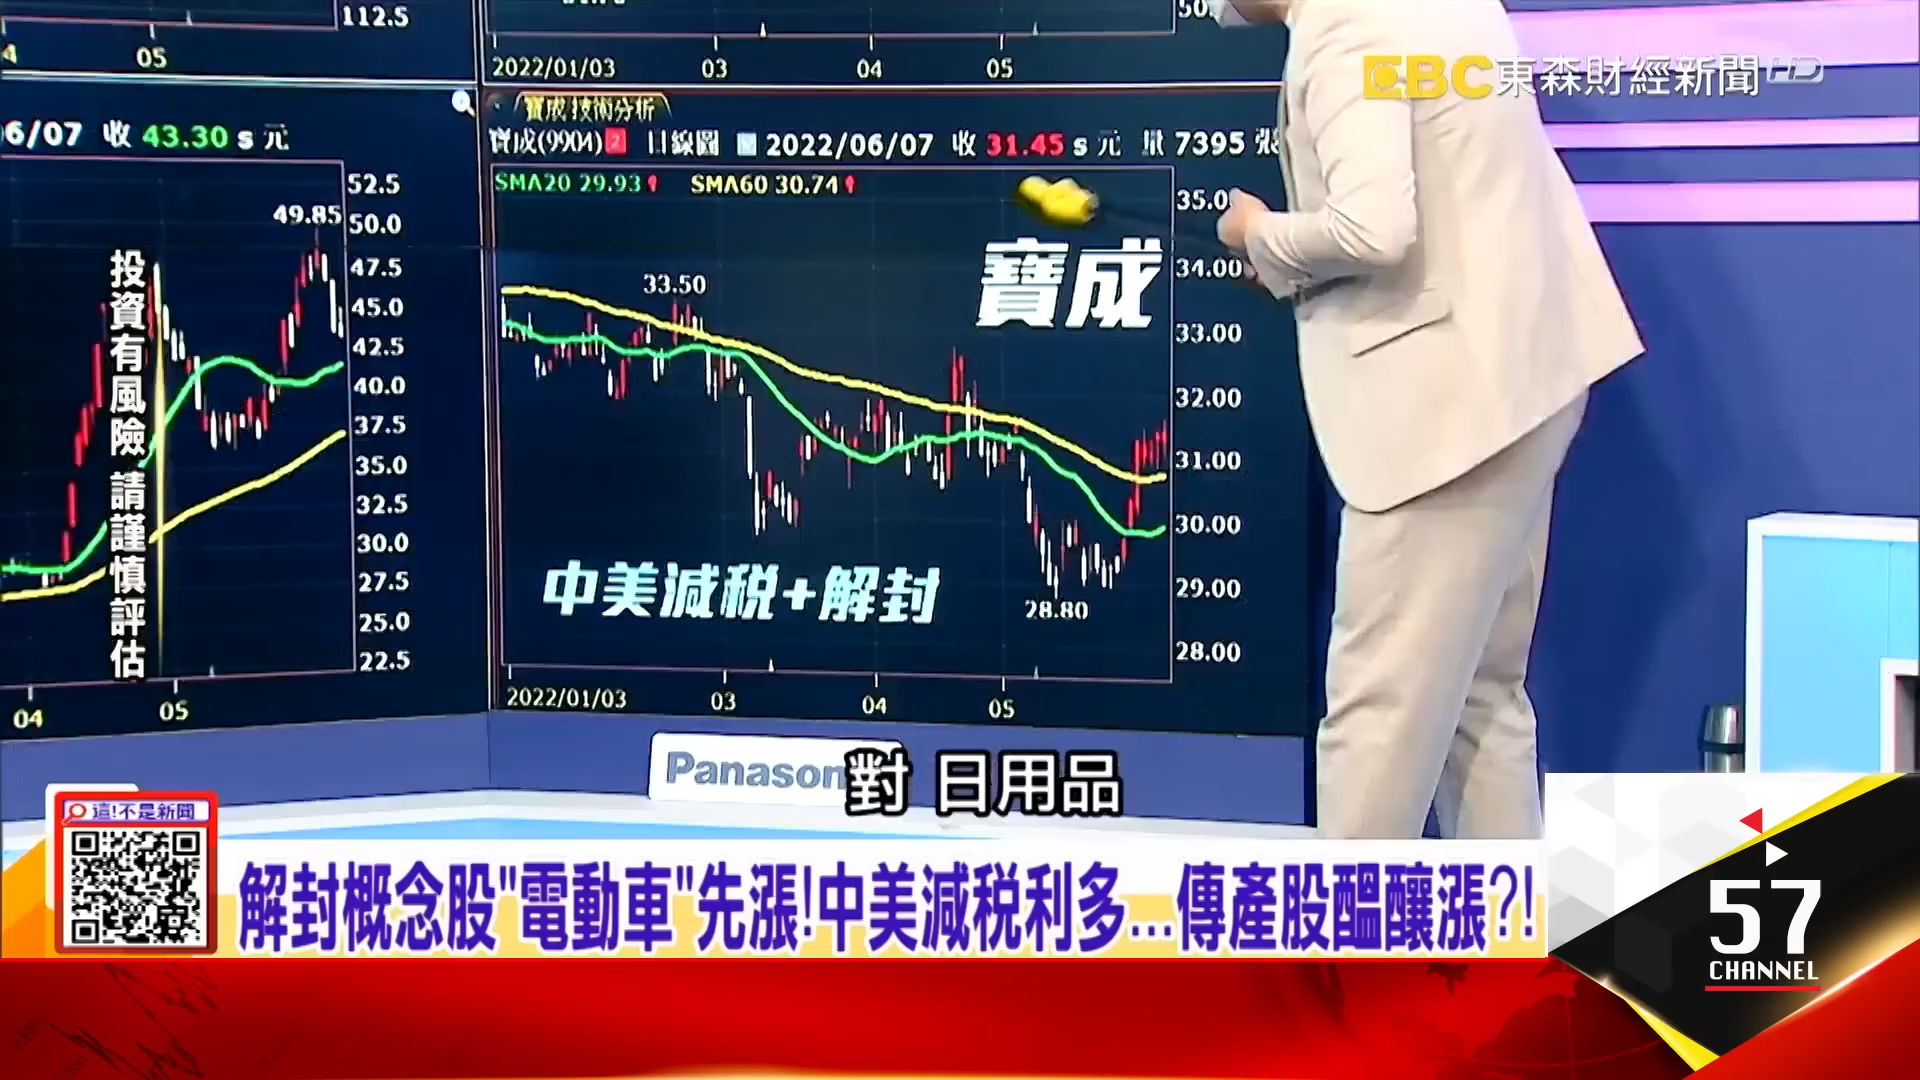 112.5
04
05
2022/01/03
03
04
05
EBC東森財經新聞HD
6/07 收 43.30 s 元
52.5
49.85
50.0
47.5
45.0
42.5
40.0
37.5
35.0
32.5
30.0
27.5
25.0
22.5
04
05
投資有風險 請謹慎評估
寶成技術分析
寶成(9904) 日線圖 2022/06/07 收 31.45 s 元 量 7395 張
SMA20 29.93 SMA60 30.74
35.0
寶成
34.00
33.50
33.00
32.00
31.00
30.00
29.00
28.80
28.00
中美減稅+解封
2022/01/03
03
04
05
Panason
對 日用品
這!不是新聞
解封概念股"電動車"先漲!中美減稅利多...傳產股醞釀漲?!
57
CHANNEL